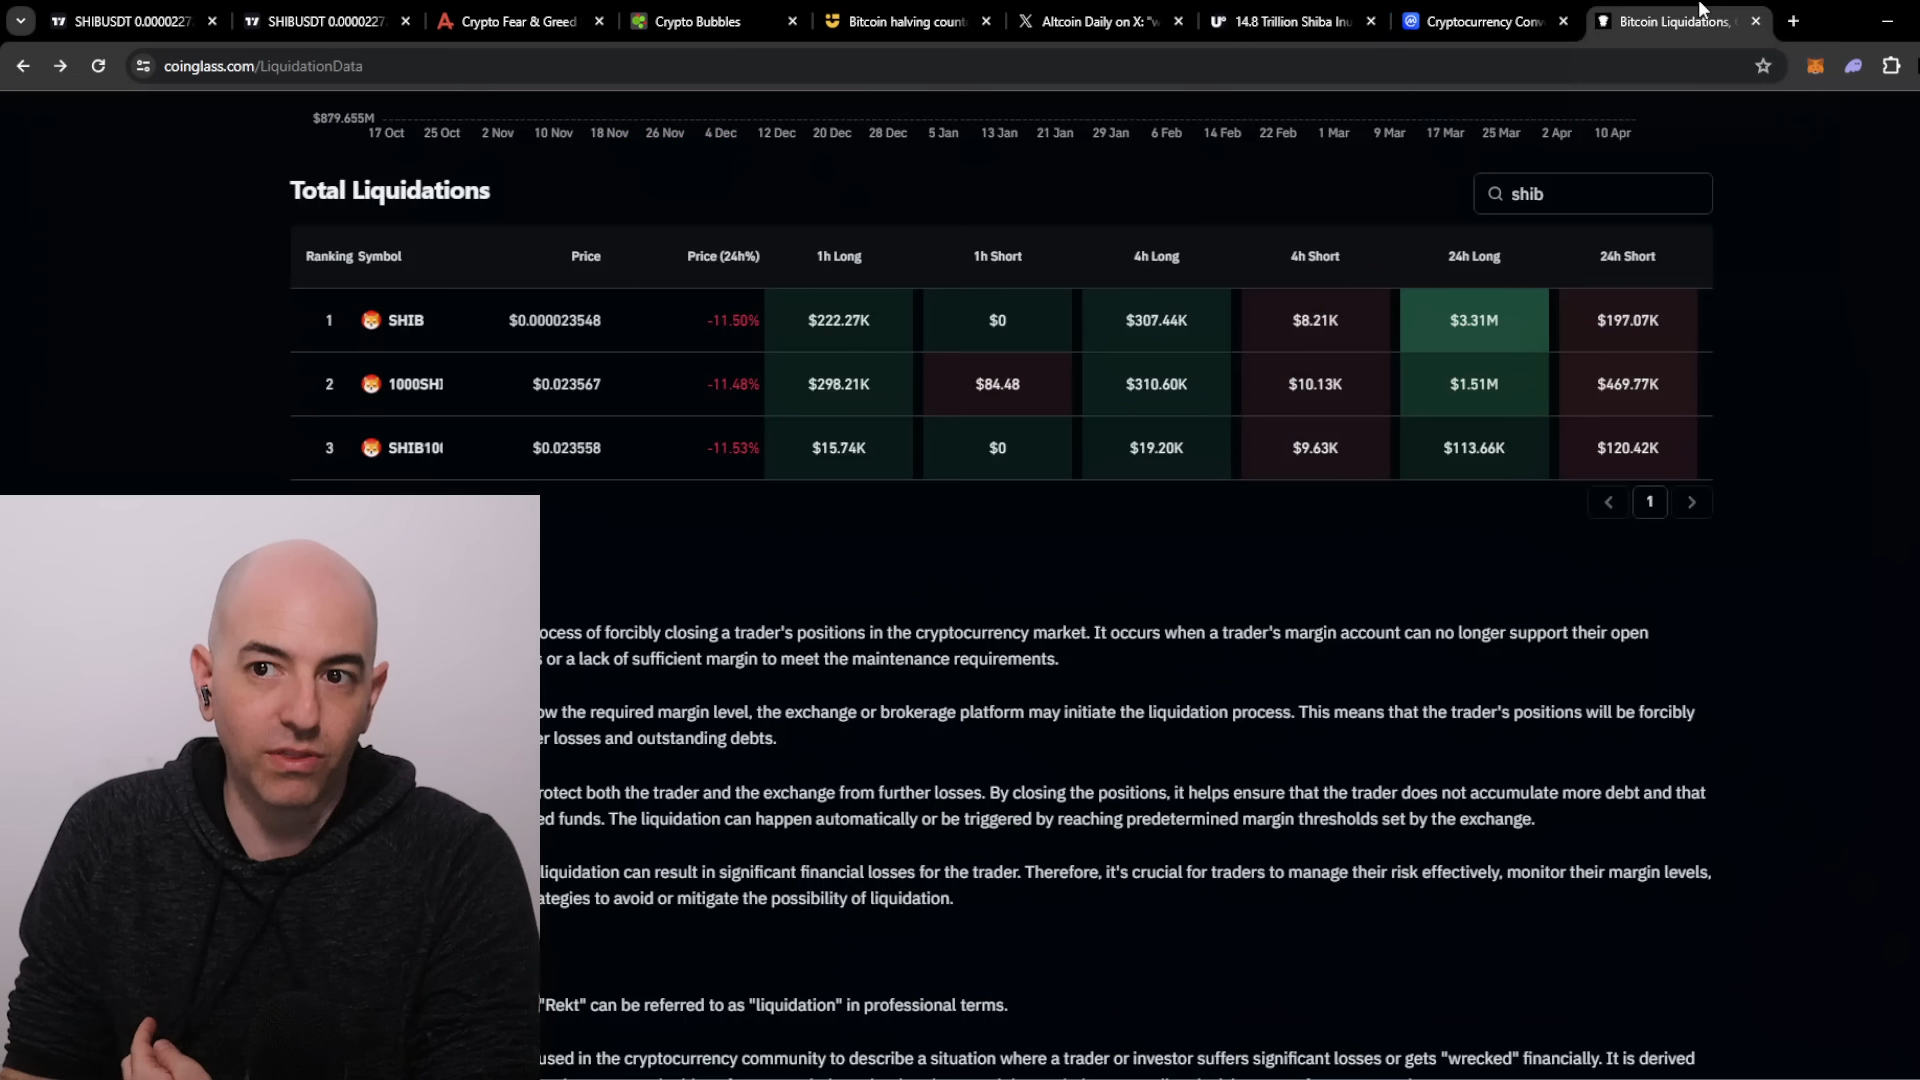 SHIBUSDT 0.0000227
SHIBUSDT 0.0000227
Crypto Fear & Greed
Crypto Bubbles
Bitcoin halving count
Altcoin Daily on X: "w
14.8 Trillion Shiba Inu
Cryptocurrency Conv
Bitcoin Liquidations,
coinglass.com/LiquidationData
$879.655M
17 Oct 25 Oct 2 Nov 10 Nov 18 Nov 26 Nov 4 Dec 12 Dec 20 Dec 28 Dec 5 Jan 13 Jan 21 Jan 29 Jan 6 Feb 14 Feb 22 Feb 1 Mar 9 Mar 17 Mar 25 Mar 2 Apr 10 Apr
Total Liquidations
shib
Ranking Symbol Price Price (24h%) 1h Long 1h Short 4h Long 4h Short 24h Long 24h Short
1 SHIB $0.000023548 -11.50% $222.27K $0 $307.44K $8.21K $3.31M $197.07K
2 1000SHI $0.023567 -11.48% $298.21K $84.48 $310.60K $10.13K $1.51M $469.77K
3 SHIB10 $0.023558 -11.53% $15.74K $0 $19.20K $9.63K $113.66K $120.42K
1
ocess of forcibly closing a trader's positions in the cryptocurrency market. It occurs when a trader's margin account can no longer support their open
s or a lack of sufficient margin to meet the maintenance requirements.
ow the required margin level, the exchange or brokerage platform may initiate the liquidation process. This means that the trader's positions will be forcibly
er losses and outstanding debts.
rotect both the trader and the exchange from further losses. By closing the positions, it helps ensure that the trader does not accumulate more debt and that
ed funds. The liquidation can happen automatically or be triggered by reaching predetermined margin thresholds set by the exchange.
liquidation can result in significant financial losses for the trader. Therefore, it's crucial for traders to manage their risk effectively, monitor their margin levels,
ategies to avoid or mitigate the possibility of liquidation.
"Rekt" can be referred to as "liquidation" in professional terms.
used in the cryptocurrency community to describe a situation where a trader or investor suffers significant losses or gets "wrecked" financially. It is derived